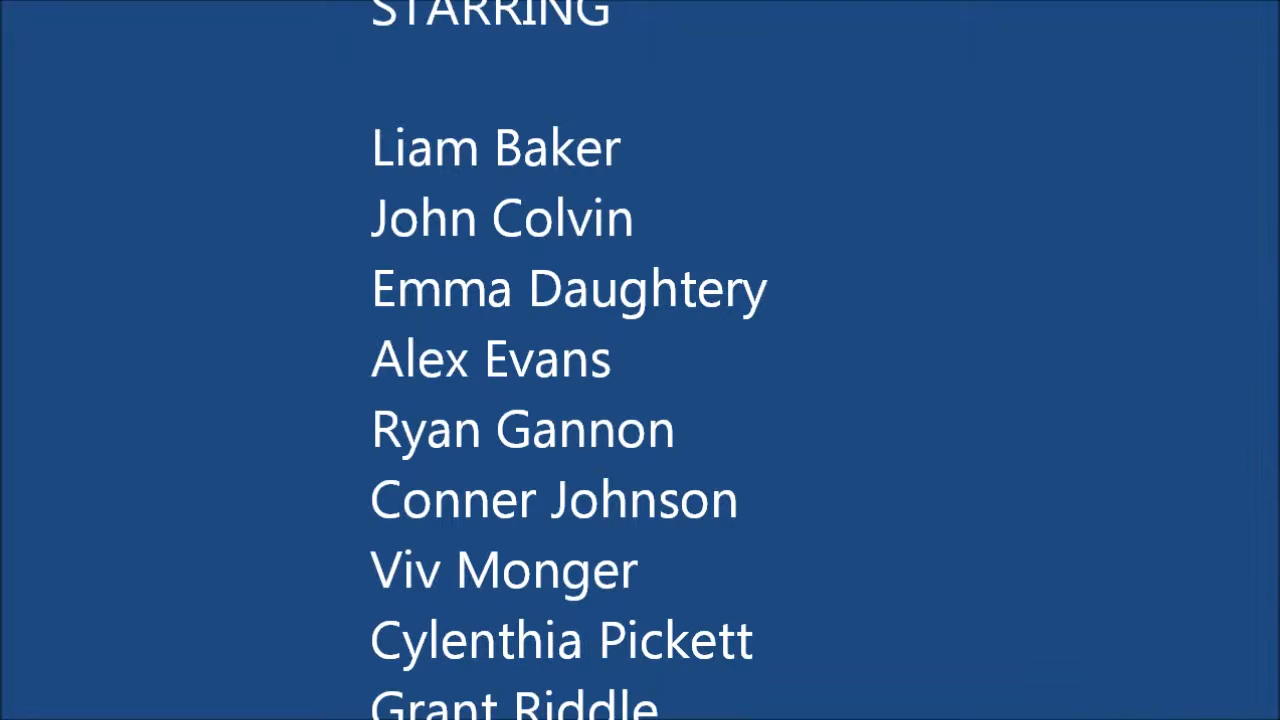 STARRING
Liam Baker
John Colvin
Emma Daughtery
Alex Evans
Ryan Gannon
Conner Johnson
Viv Monger
Cylenthia Pickett
Grant Riddle